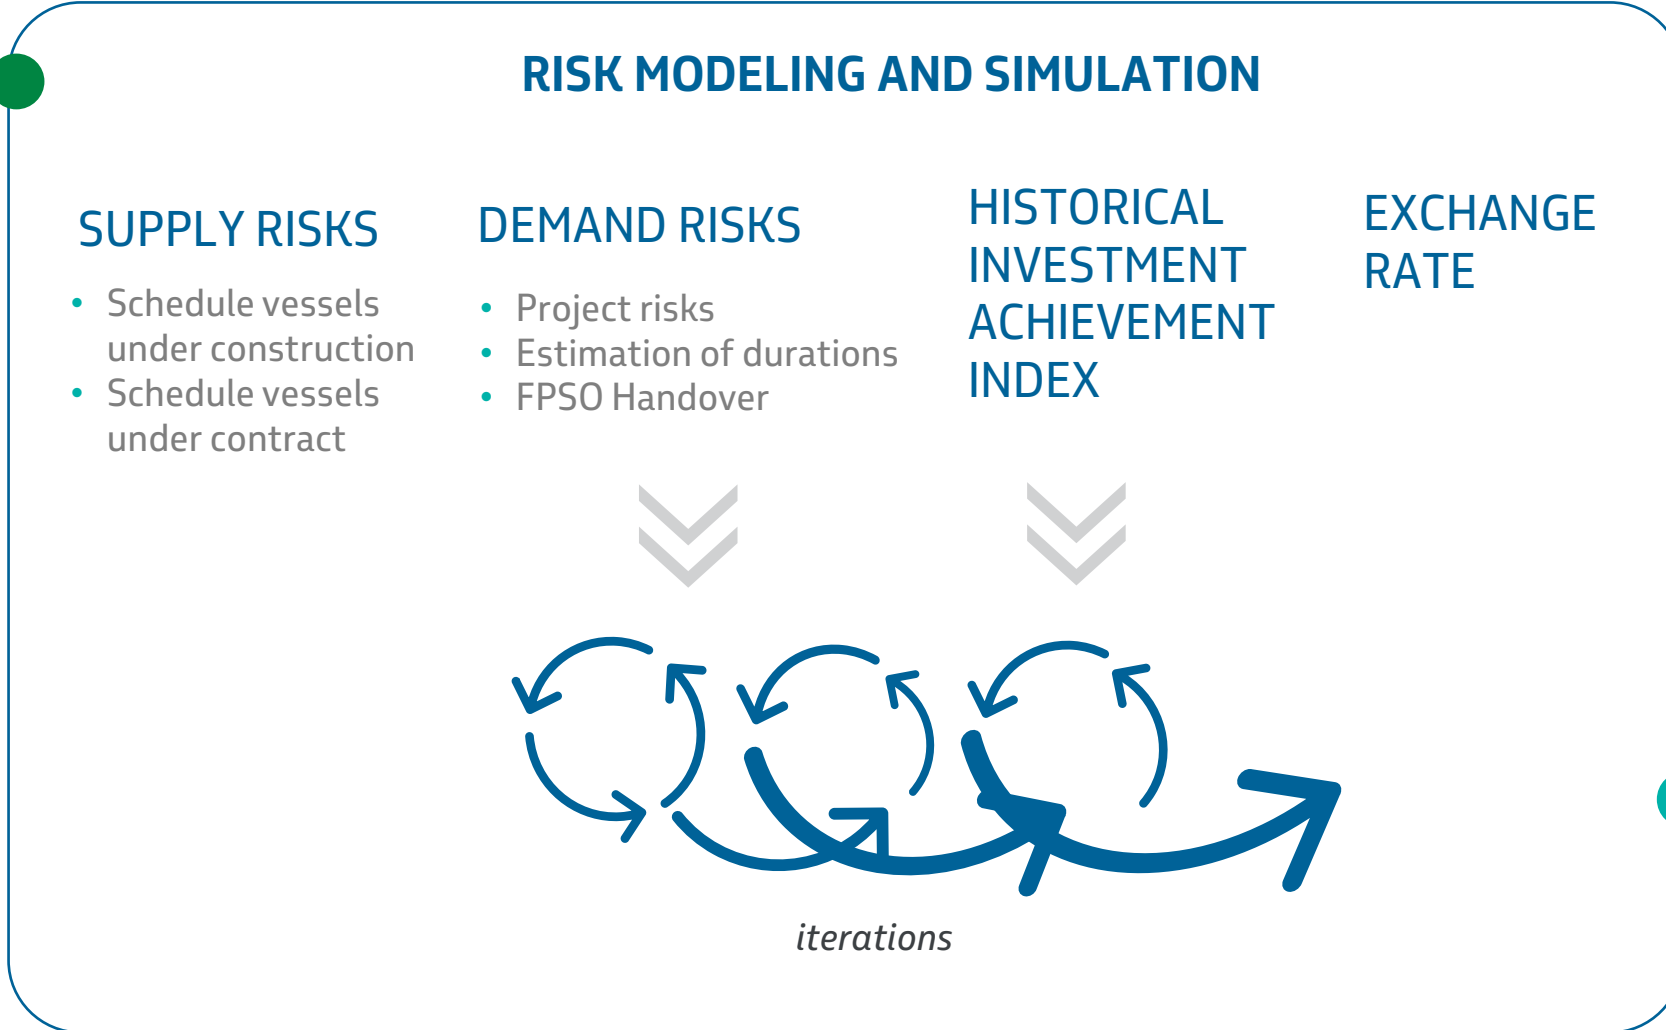 RISK MODELING AND SIMULATION
SUPPLY RISKS
• Schedule vessels
under construction
• Schedule vessels
under contract
DEMAND RISKS
• Project risks
• Estimation of durations
• FPSO Handover
HISTORICAL
INVESTMENT
ACHIEVEMENT
INDEX
EXCHANGE
RATE
iterations